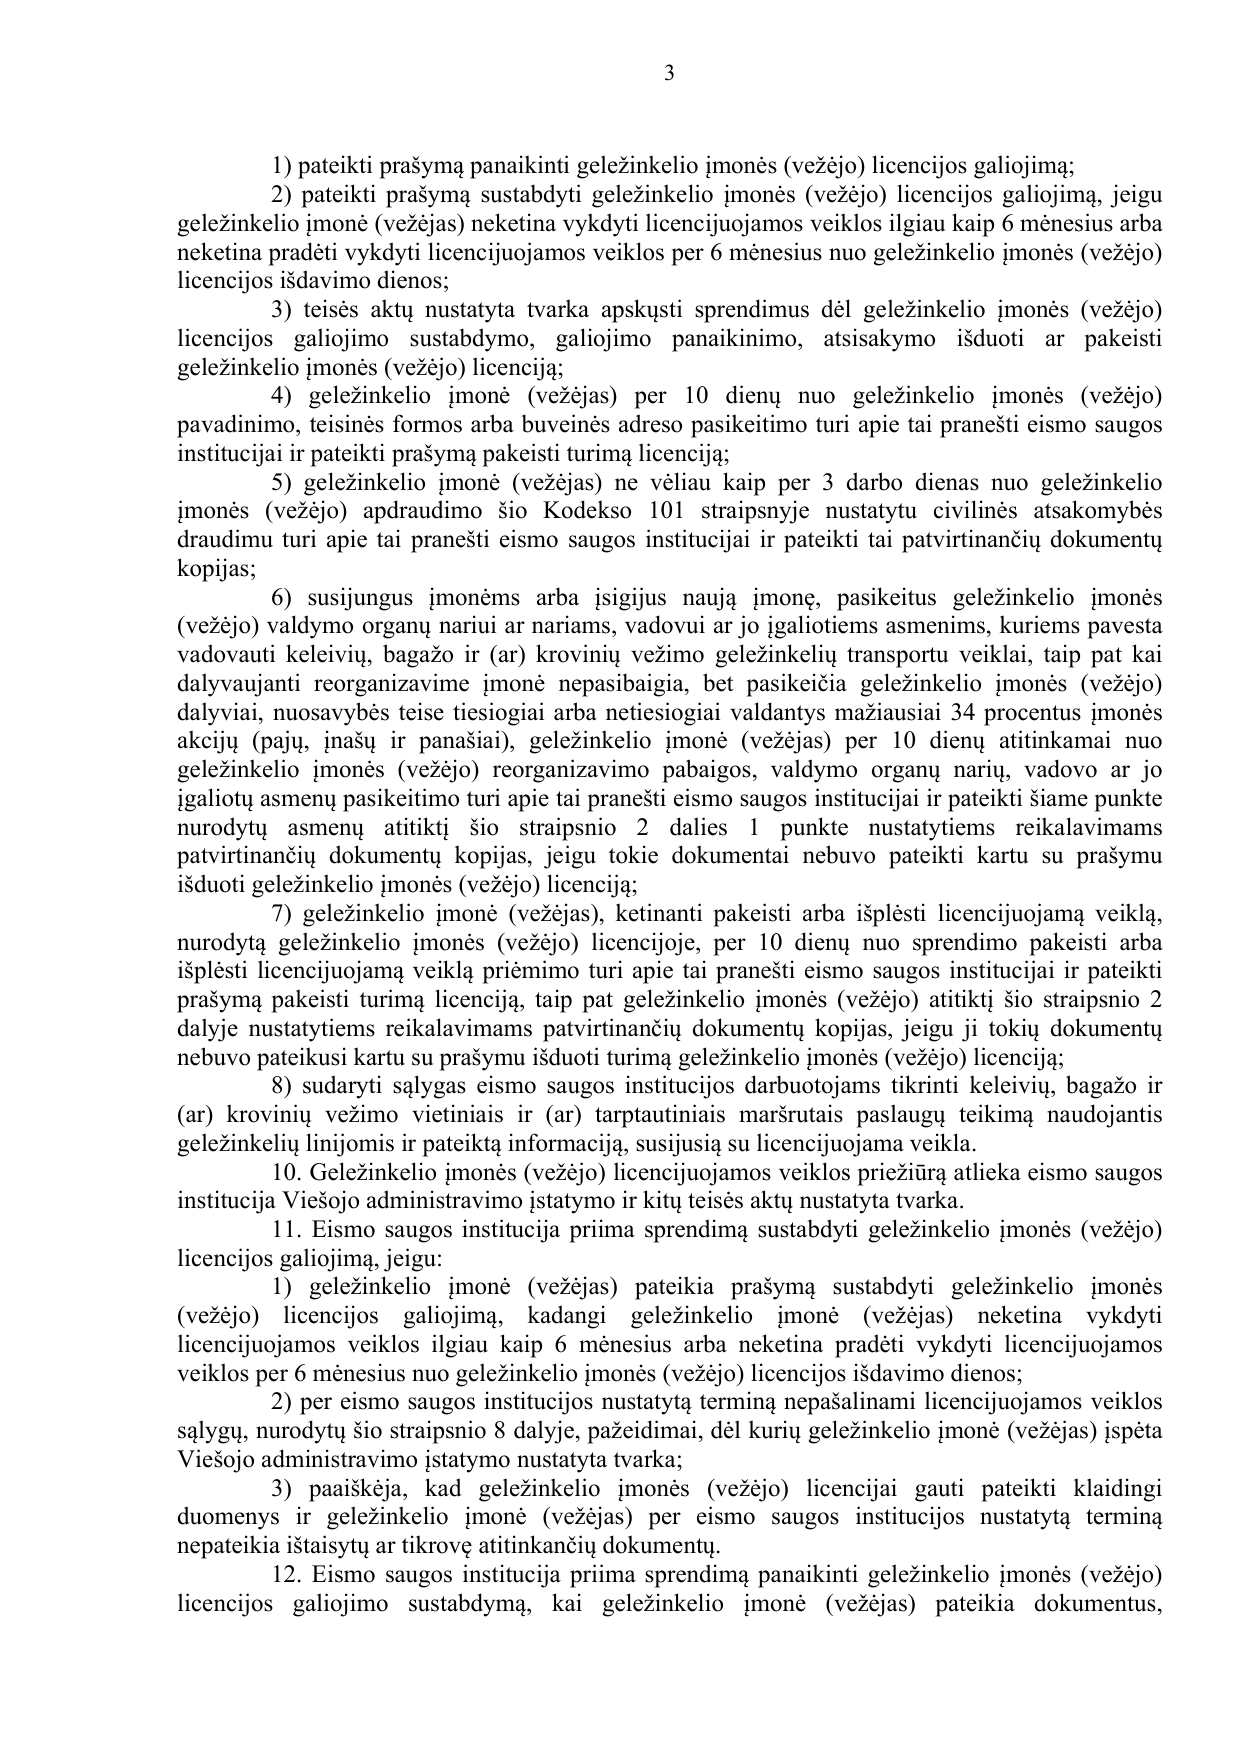 3
1) pateikti prašymą panaikinti geležinkelio įmonės (vežėjo) licencijos galiojimą;
2) pateikti prašymą sustabdyti geležinkelio įmonės (vežėjo) licencijos galiojimą, jeigu
geležinkelio įmonė (vežėjas) neketina vykdyti licencijuojamos veiklos ilgiau kaip 6 mėnesius arba
neketina pradėti vykdyti licencijuojamos veiklos per 6 mėnesius nuo geležinkelio įmonės (vežėjo)
licencijos išdavimo dienos;
3) teisės aktų nustatyta tvarka apskųsti sprendimus dėl geležinkelio įmonės (vežėjo)
licencijos galiojimo sustabdymo, galiojimo panaikinimo, atsisakymo išduoti ar pakeisti
geležinkelio įmonės (vežėjo) licenciją;
4) geležinkelio įmonė (vežėjas) per 10 dienų nuo geležinkelio įmonės (vežėjo)
pavadinimo, teisinės formos arba buveinės adreso pasikeitimo turi apie tai pranešti eismo saugos
institucijai ir pateikti prašymą pakeisti turimą licenciją;
5) geležinkelio įmonė (vežėjas) ne vėliau kaip per 3 darbo dienas nuo geležinkelio
įmonės (vežėjo) apdraudimo šio Kodekso 101 straipsnyje nustatytu civilinės atsakomybės
draudimu turi apie tai pranešti eismo saugos institucijai ir pateikti tai patvirtinančių dokumentų
kopijas;
6) susijungus įmonėms arba įsigijus naują įmonę, pasikeitus geležinkelio įmonės
(vežėjo) valdymo organų nariui ar nariams, vadovui ar jo įgaliotiems asmenims, kuriems pavesta
vadovauti keleivių, bagažo ir (ar) krovinių vežimo geležinkelių transportu veiklai, taip pat kai
dalyvaujanti reorganizavime įmonė nepasibaigia, bet pasikeičia geležinkelio įmonės (vežėjo)
dalyviai, nuosavybės teise tiesiogiai arba netiesiogiai valdantys mažiausiai 34 procentus įmonės
akcijų (pajų, įnašų ir panašiai), geležinkelio įmonė (vežėjas) per 10 dienų atitinkamai nuo
geležinkelio įmonės (vežėjo) reorganizavimo pabaigos, valdymo organų narių, vadovo ar jo
įgaliotų asmenų pasikeitimo turi apie tai pranešti eismo saugos institucijai ir pateikti šiame punkte
nurodytų asmenų atitiktį šio straipsnio 2 dalies 1 punkte nustatytiems reikalavimams
patvirtinančių dokumentų kopijas, jeigu tokie dokumentai nebuvo pateikti kartu su prašymu
išduoti geležinkelio įmonės (vežėjo) licenciją;
7) geležinkelio įmonė (vežėjas), ketinanti pakeisti arba išplėsti licencijuojamą veiklą,
nurodytą geležinkelio įmonės (vežėjo) licencijoje, per 10 dienų nuo sprendimo pakeisti arba
išplėsti licencijuojamą veiklą priėmimo turi apie tai pranešti eismo saugos institucijai ir pateikti
prašymą pakeisti turimą licenciją, taip pat geležinkelio įmonės (vežėjo) atitiktį šio straipsnio 2
dalyje nustatytiems reikalavimams patvirtinančių dokumentų kopijas, jeigu ji tokių dokumentų
nebuvo pateikusi kartu su prašymu išduoti turimą geležinkelio įmonės (vežėjo) licenciją;
8) sudaryti sąlygas eismo saugos institucijos darbuotojams tikrinti keleivių, bagažo ir
(ar) krovinių vežimo vietiniais ir (ar) tarptautiniais maršrutais paslaugų teikimą naudojantis
geležinkelių linijomis ir pateiktą informaciją, susijusią su licencijuojama veikla.
10. Geležinkelio įmonės (vežėjo) licencijuojamos veiklos priežiūrą atlieka eismo saugos
institucija Viešojo administravimo įstatymo ir kitų teisės aktų nustatyta tvarka.
11. Eismo saugos institucija priima sprendimą sustabdyti geležinkelio įmonės (vežėjo)
licencijos galiojimą, jeigu:
1) geležinkelio įmonė (vežėjas) pateikia prašymą sustabdyti geležinkelio įmonės
(vežėjo) licencijos galiojimą, kadangi geležinkelio įmonė (vežėjas) neketina vykdyti
licencijuojamos veiklos ilgiau kaip 6 mėnesius arba neketina pradėti vykdyti licencijuojamos
veiklos per 6 mėnesius nuo geležinkelio įmonės (vežėjo) licencijos išdavimo dienos;
2) per eismo saugos institucijos nustatytą terminą nepašalinami licencijuojamos veiklos
sąlygų, nurodytų šio straipsnio 8 dalyje, pažeidimai, dėl kurių geležinkelio įmonė (vežėjas) įspėta
Viešojo administravimo įstatymo nustatyta tvarka;
3) paaiškėja, kad geležinkelio įmonės (vežėjo) licencijai gauti pateikti klaidingi
duomenys ir geležinkelio įmonė (vežėjas) per eismo saugos institucijos nustatytą terminą
nepateikia ištaisytų ar tikrovę atitinkančių dokumentų.
12. Eismo saugos institucija priima sprendimą panaikinti geležinkelio įmonės (vežėjo)
licencijos galiojimo sustabdymą, kai geležinkelio įmonė (vežėjas) pateikia dokumentus,